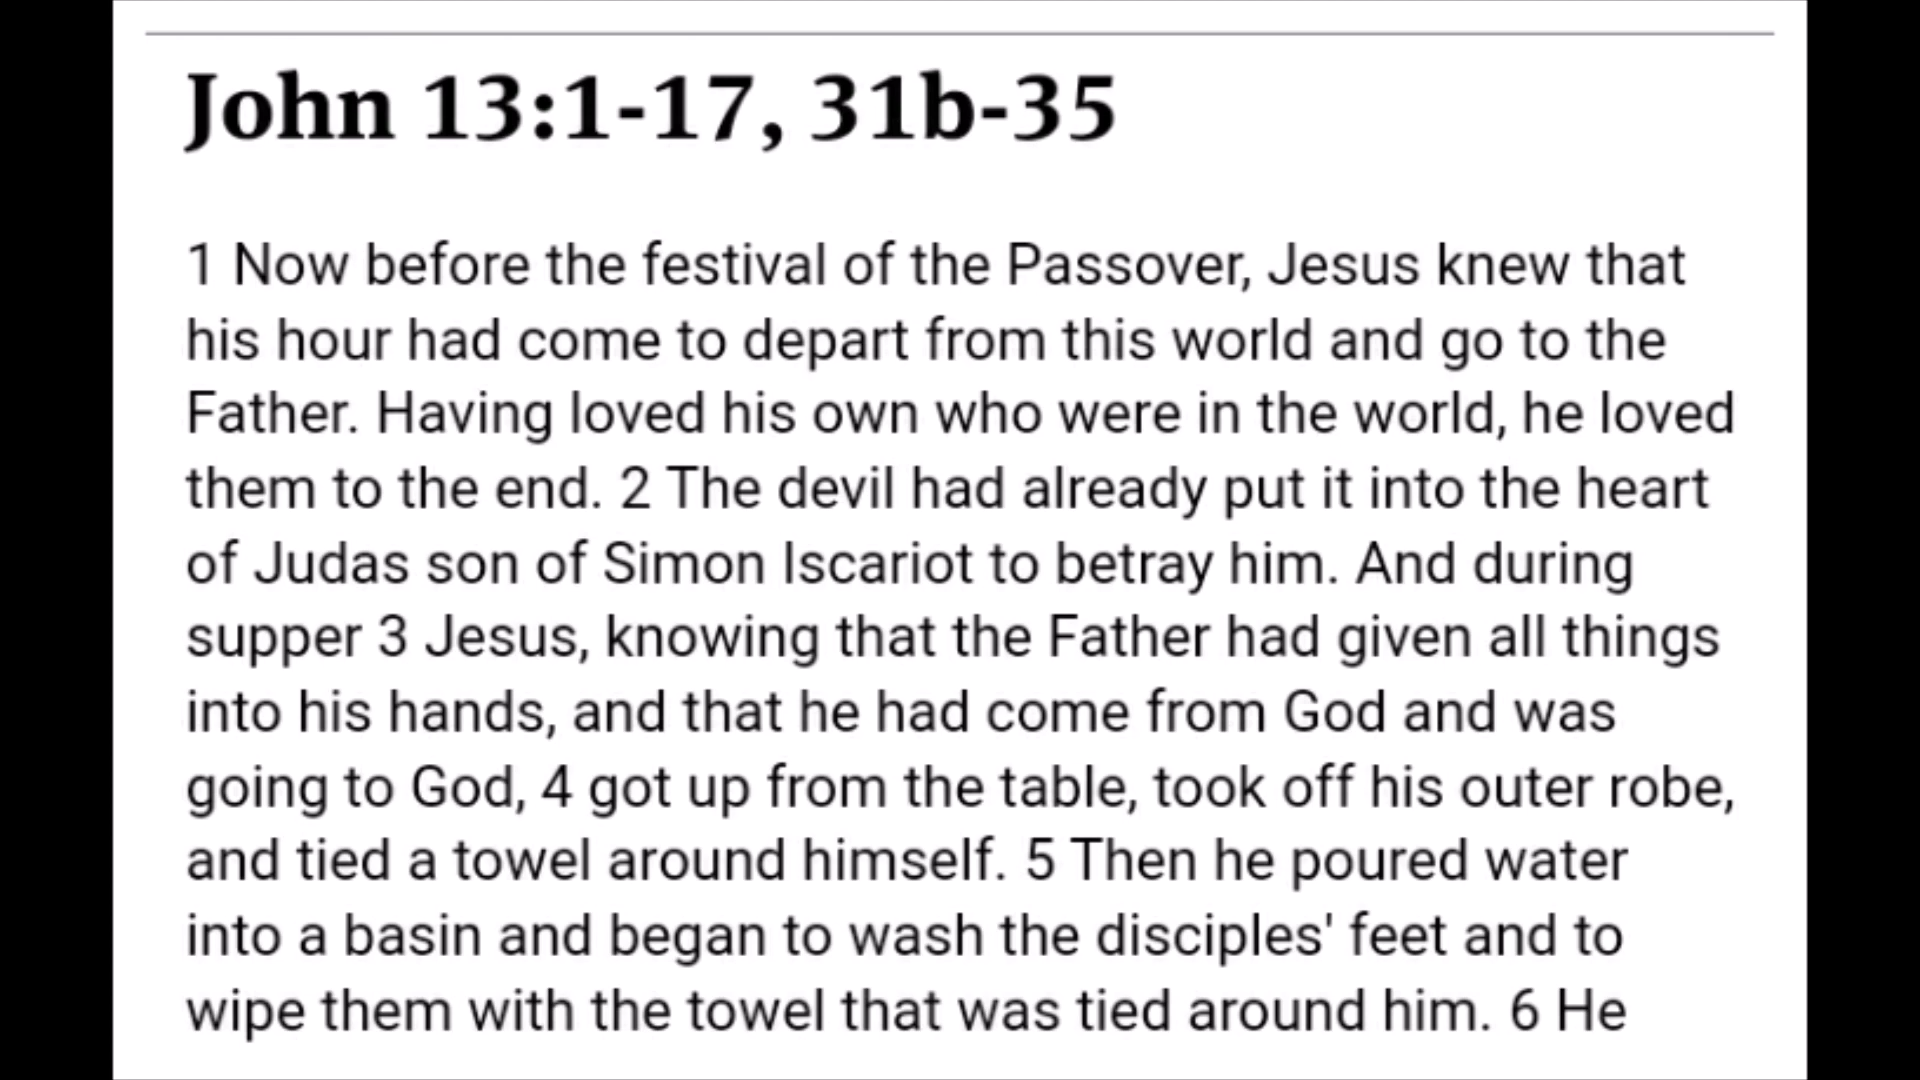 John 13:1-17, 31b-35
1 Now before the festival of the Passover, Jesus knew that
his hour had come to depart from this world and go to the
Father. Having loved his own who were in the world, he loved
them to the end. 2 The devil had already put it into the heart
of Judas son of Simon Iscariot to betray him. And during
supper 3 Jesus, knowing that the Father had given all things
into his hands, and that he had come from God and was
going to God, 4 got up from the table, took off his outer robe,
and tied a towel around himself. 5 Then he poured water
into a basin and began to wash the disciples' feet and to
wipe them with the towel that was tied around him. 6 He